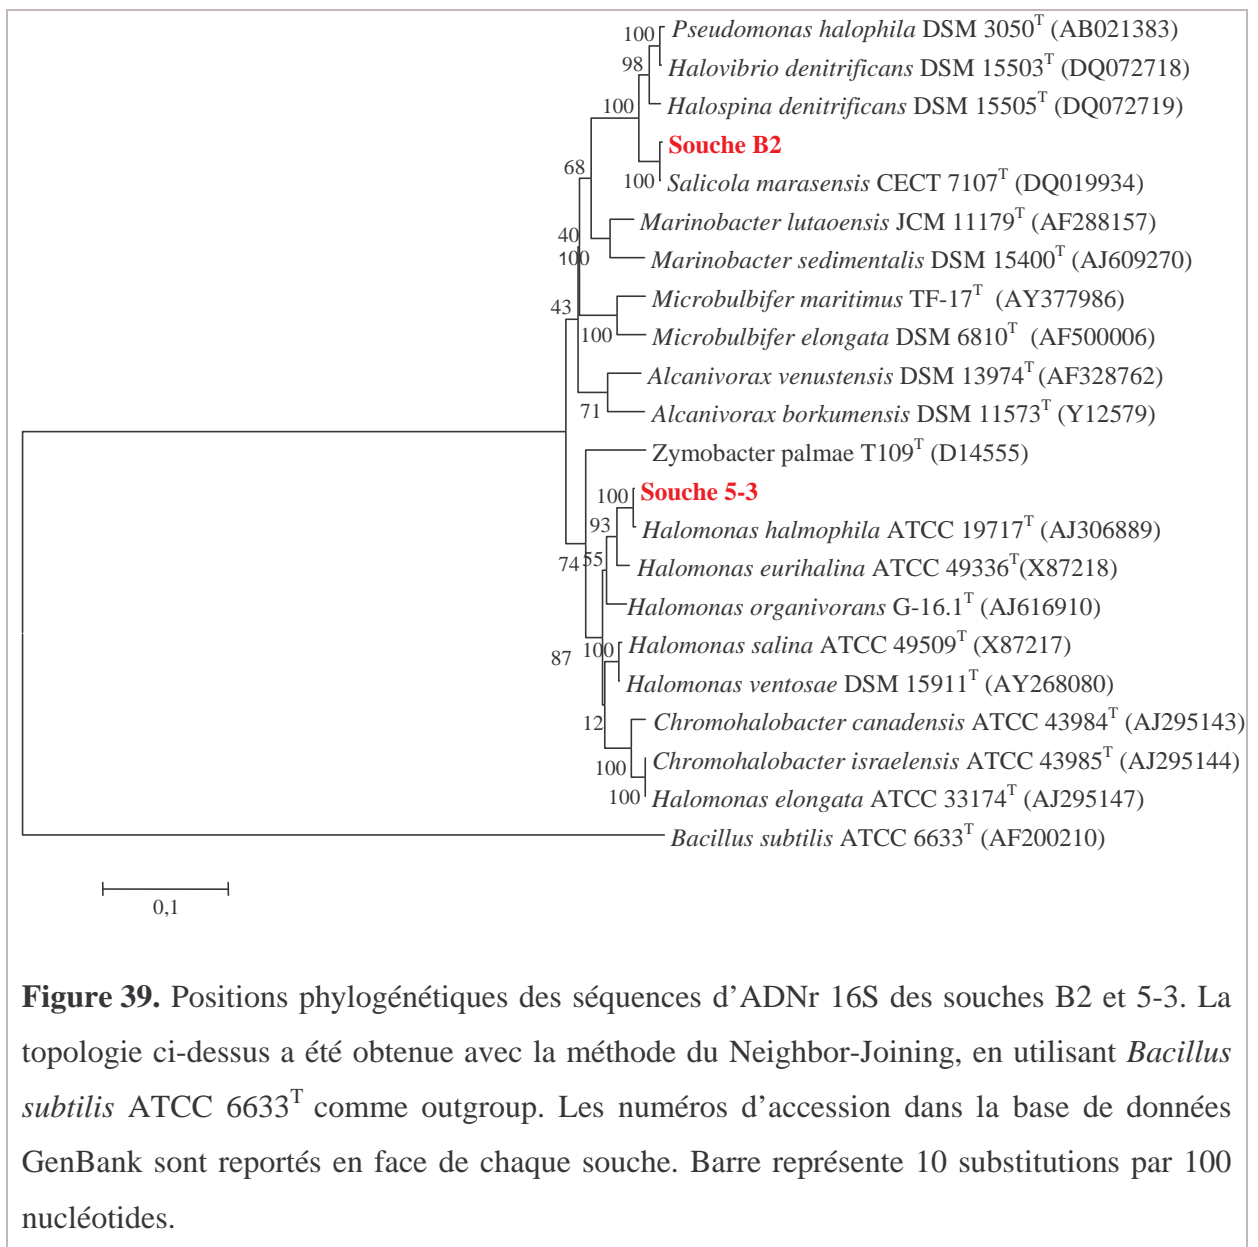 100 Pseudomonas halophila DSM 3050T (AB021383)
98 Halovibrio denitrificans DSM 15503T (DQ072718)
100 Halospina denitrificans DSM 15505T (DQ072719)
Souche B2
68
100 Salicola marasensis CECT 7107T (DQ019934)
Marinobacter lutaoensis JCM 11179T (AF288157)
40
100 Marinobacter sedimentalis DSM 15400T (AJ609270)
Microbulbifer maritimus TF-17T (AY377986)
43
100 Microbulbifer elongata DSM 6810T (AF500006)
Alcanivorax venustensis DSM 13974T (AF328762)
71 Alcanivorax borkumensis DSM 11573T (Y12579)
Zymobacter palmae T109T (D14555)
100 Souche 5-3
93 Halomonas halmophila ATCC 19717T (AJ306889)
74 55 Halomonas eurihalina ATCC 49336T(X87218)
Halomonas organivorans G-16.1T (AJ616910)
100 Halomonas salina ATCC 49509T (X87217)
87
Halomonas ventosae DSM 15911T (AY268080)
12 Chromohalobacter canadensis ATCC 43984T (AJ295143)
100 Chromohalobacter israelensis ATCC 43985T (AJ295144)
100 Halomonas elongata ATCC 33174T (AJ295147)
Bacillus subtilis ATCC 6633T (AF200210)
0,1
Figure 39. Positions phylogénétiques des séquences d'ADNr 16S des souches B2 et 5-3. La
topologie ci-dessus a été obtenue avec la méthode du Neighbor-Joining, en utilisant Bacillus
subtilis ATCC 6633T comme outgroup. Les numéros d'accession dans la base de données
GenBank sont reportés en face de chaque souche. Barre représente 10 substitutions par 100
nucléotides.